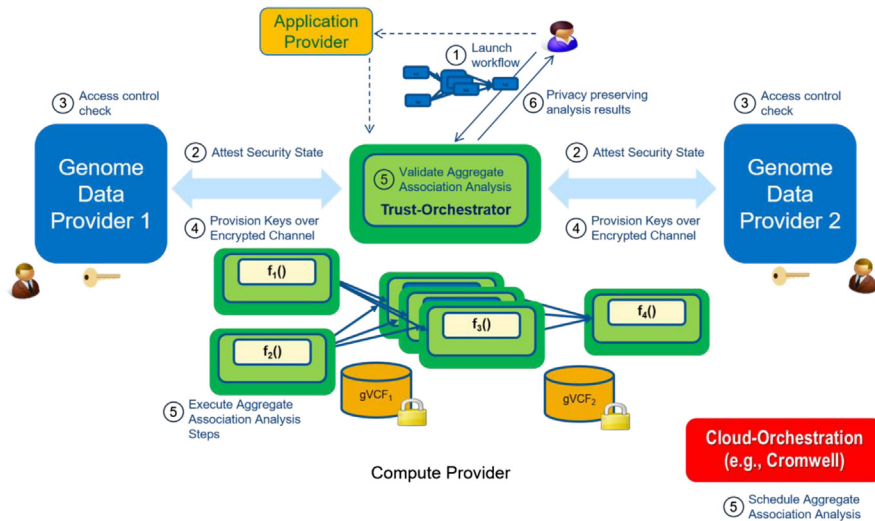 Application
Provider
1 Launch
workflow
6 Privacy preserving
analysis results
3 Access control
check
3 Access control
check
Genome
Data
Provider 1
2 Attest Security State
5 Validate Aggregate
Association Analysis
Trust-Orchestrator
2 Attest Security State
Genome
Data
Provider 2
4 Provision Keys over
Encrypted Channel
4 Provision Keys over
Encrypted Channel
f₁()
f₂()
f₃()
f₄()
gVCF₁
gVCF₂
5 Execute Aggregate
Association Analysis
Steps
Compute Provider
Cloud-Orchestration
(e.g., Cromwell)
5 Schedule Aggregate
Association Analysis